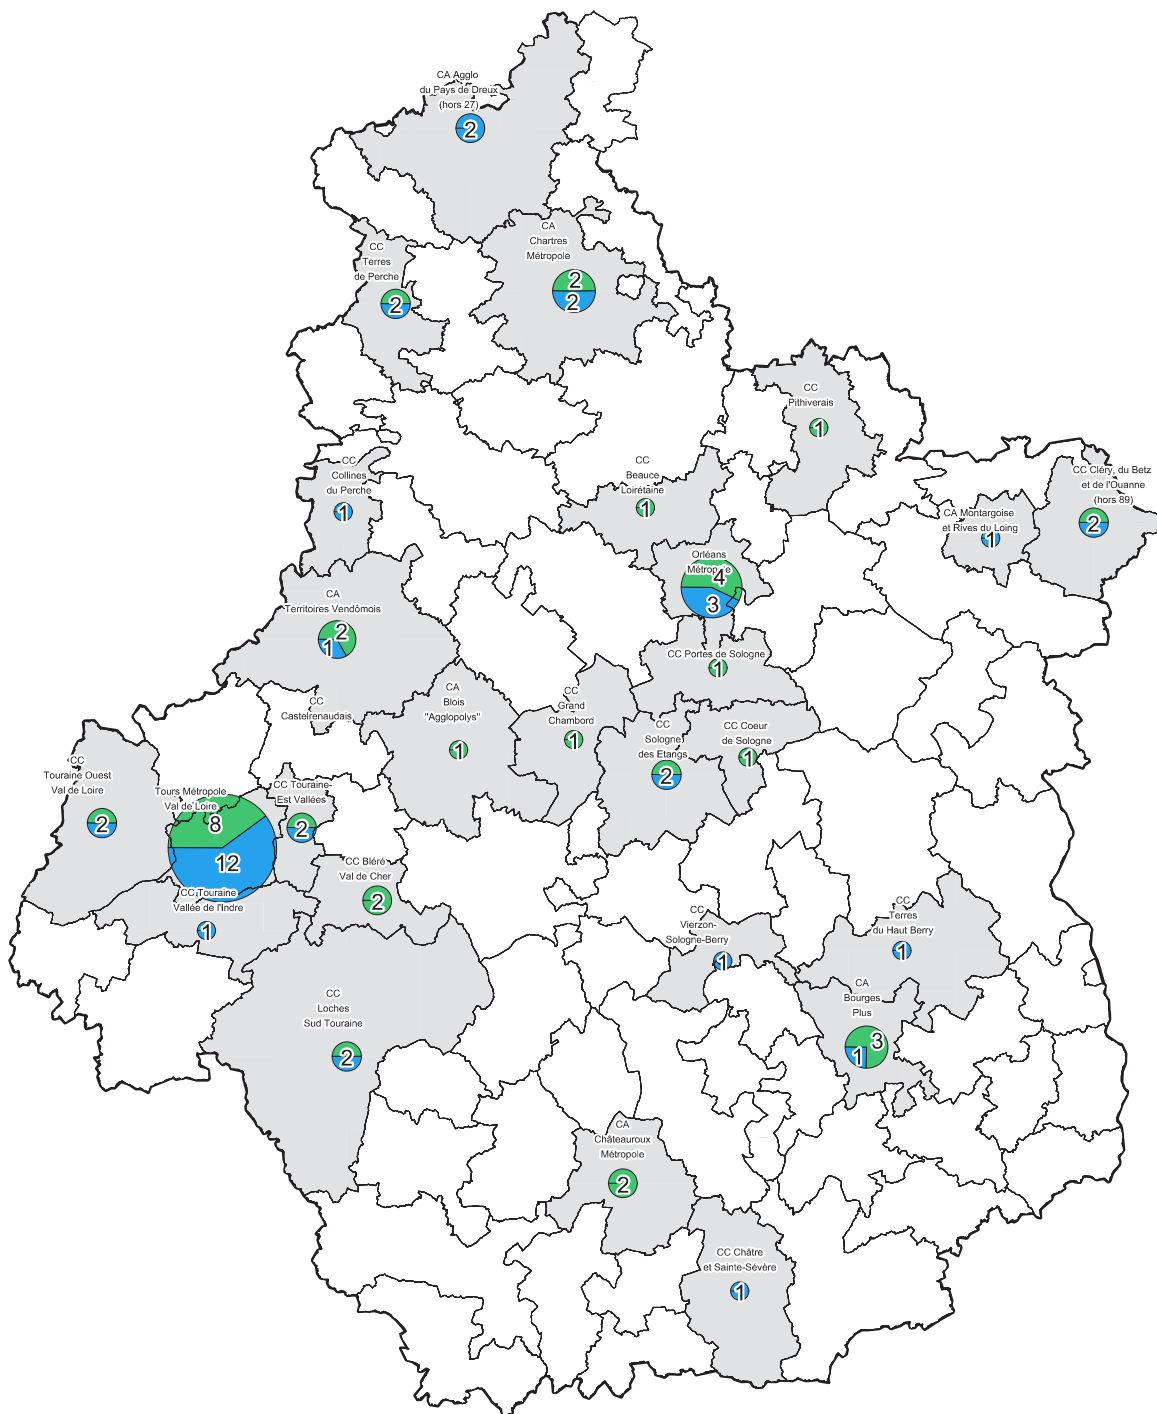 CA Agglo
du Pays de Dreux
(hors 27)
2
CA
Chartres
Métropole
2
2
CC
Terres
de Perche
2
CC
Pithiverais
1
CC
Collines
du Perche
1
CC
Beauce
Loirétaine
1
CC Cléry, du Betz
et de l'Ouanne
(hors 89)
2
CA Montargoise
et Rives du Loing
1
Orléans
Métropole
4
3
CA
Territoires Vendômois
2
1
CC Portes de Sologne
1
CC
Castelrenaudais
CA
Blois
"Agglopolys"
1
CC
Grand
Chambord
1
CC
Sologne
des Etangs
2
CC Coeur
de Sologne
1
CC
Touraine Ouest
Val de Loire
2
Tours Métropole
Val de Loire
8
12
CC Touraine-
Est Vallées
2
CC Bléré
Val de Cher
2
CC Touraine
Vallée de l'Indre
1
CC
Vierzon-
Sologne-Berry
1
CC
Terres
du Haut Berry
1
CA
Bourges
Plus
3
1
CC
Loches
Sud Touraine
2
CA
Châteauroux
Métropole
2
CC Châtre
et Sainte-Sévère
1